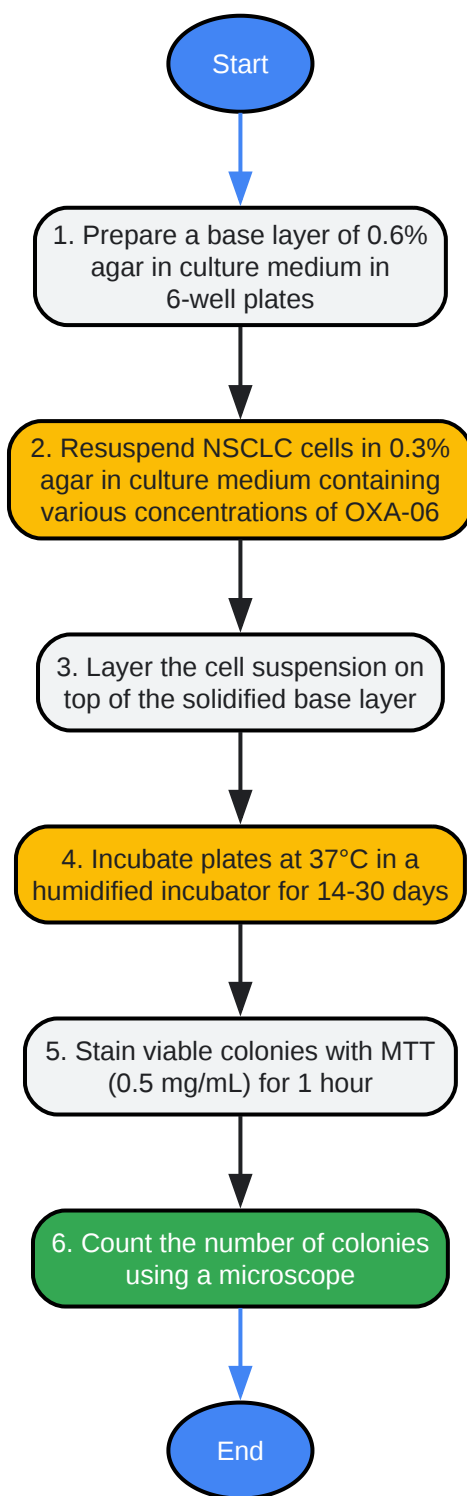 Start
1. Prepare a base layer of 0.6%
agar in culture medium in
6-well plates
2. Resuspend NSCLC cells in 0.3%
agar in culture medium containing
various concentrations of OXA-06
3. Layer the cell suspension on
top of the solidified base layer
4. Incubate plates at 37°C in a
humidified incubator for 14-30 days
5. Stain viable colonies with MTT
(0.5 mg/mL) for 1 hour
6. Count the number of colonies
using a microscope
End